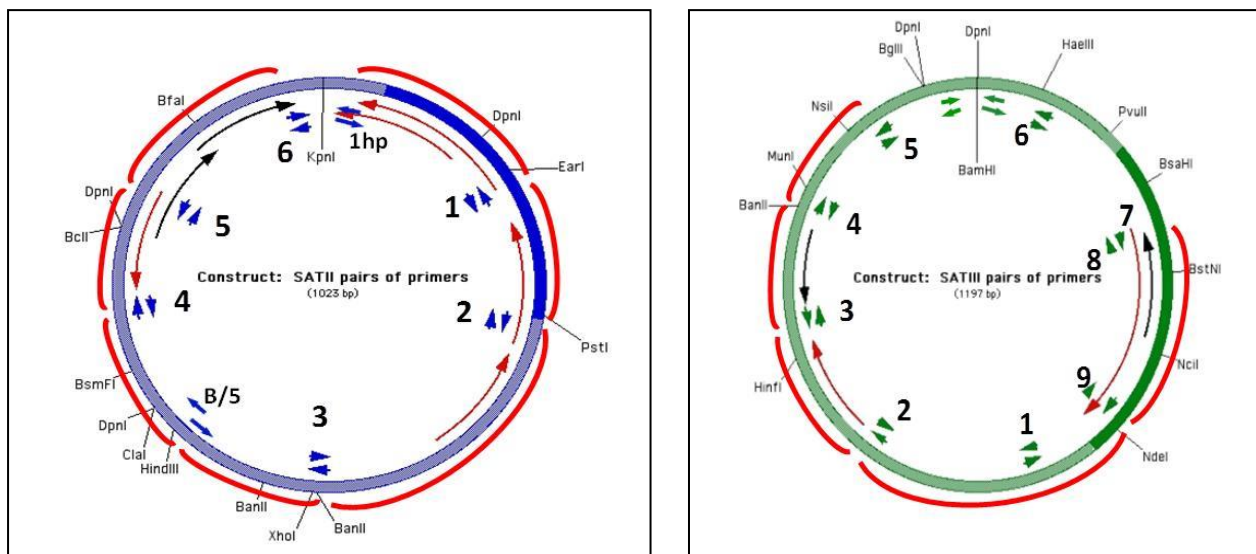 BfaI
DpnI
6
1hp
KpnI
EarI
1
DpnI
BclI
5
Construct: SATII pairs of primers
(1023 bp)
4
2
PstI
BsmFI
B/5
DpnI
3
ClaI
HindIII
BanII
XhoI
BanII
DpnI
DpnI
BglII
HaeIII
NsiI
PvuII
5
6
MunI
BamHI
BsaHI
BanII
4
7
8
Construct: SATIII pairs of primers
(1197 bp)
BstNI
3
HinfI
NciI
9
2
1
NdeI